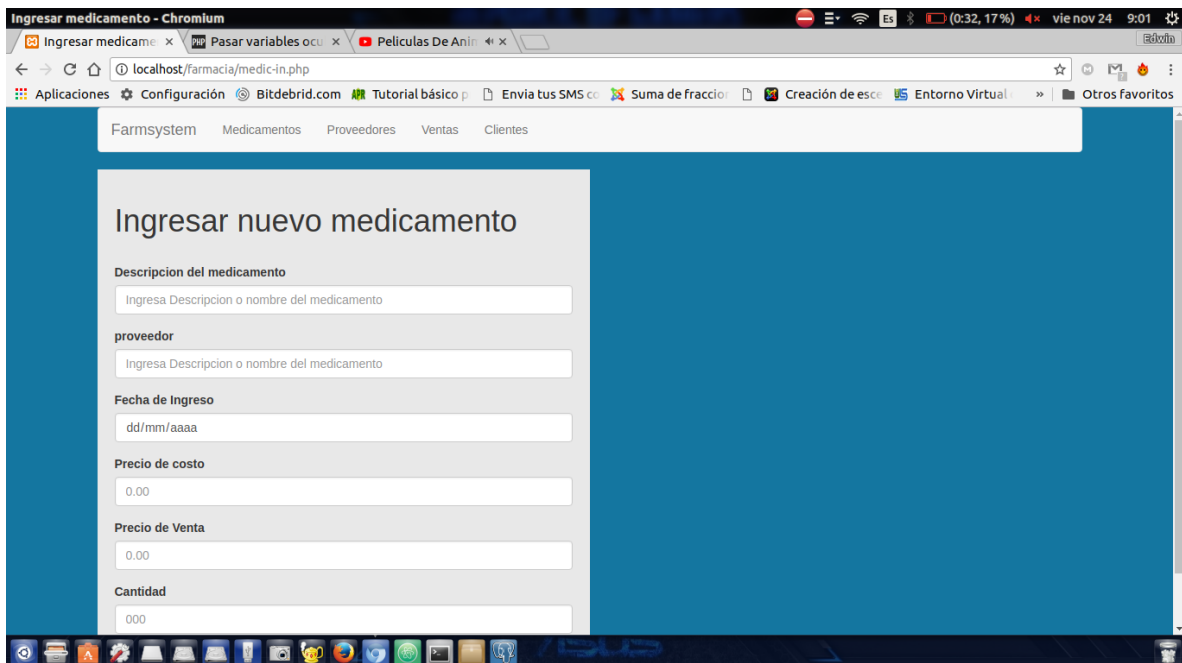 Ingresar medicamento - Chromium
Es
(0:32, 17%)
vie nov 24
9:01
Ingresar medicame
PHP
Pasar variables ocu
Peliculas De Anim
Edwin
localhost/farmacia/medic-in.php
Aplicaciones
Configuración
Bitdebrid.com
APR
Tutorial básico p
Envia tus SMS co
Suma de fraccion
Creación de esce
US
Entorno Virtual
»
Otros favoritos
Farmsystem
Medicamentos
Proveedores
Ventas
Clientes
Ingresar nuevo medicamento
Descripcion del medicamento
Ingresa Descripcion o nombre del medicamento
proveedor
Ingresa Descripcion o nombre del medicamento
Fecha de Ingreso
dd/mm/aaaa
Precio de costo
0.00
Precio de Venta
0.00
Cantidad
000